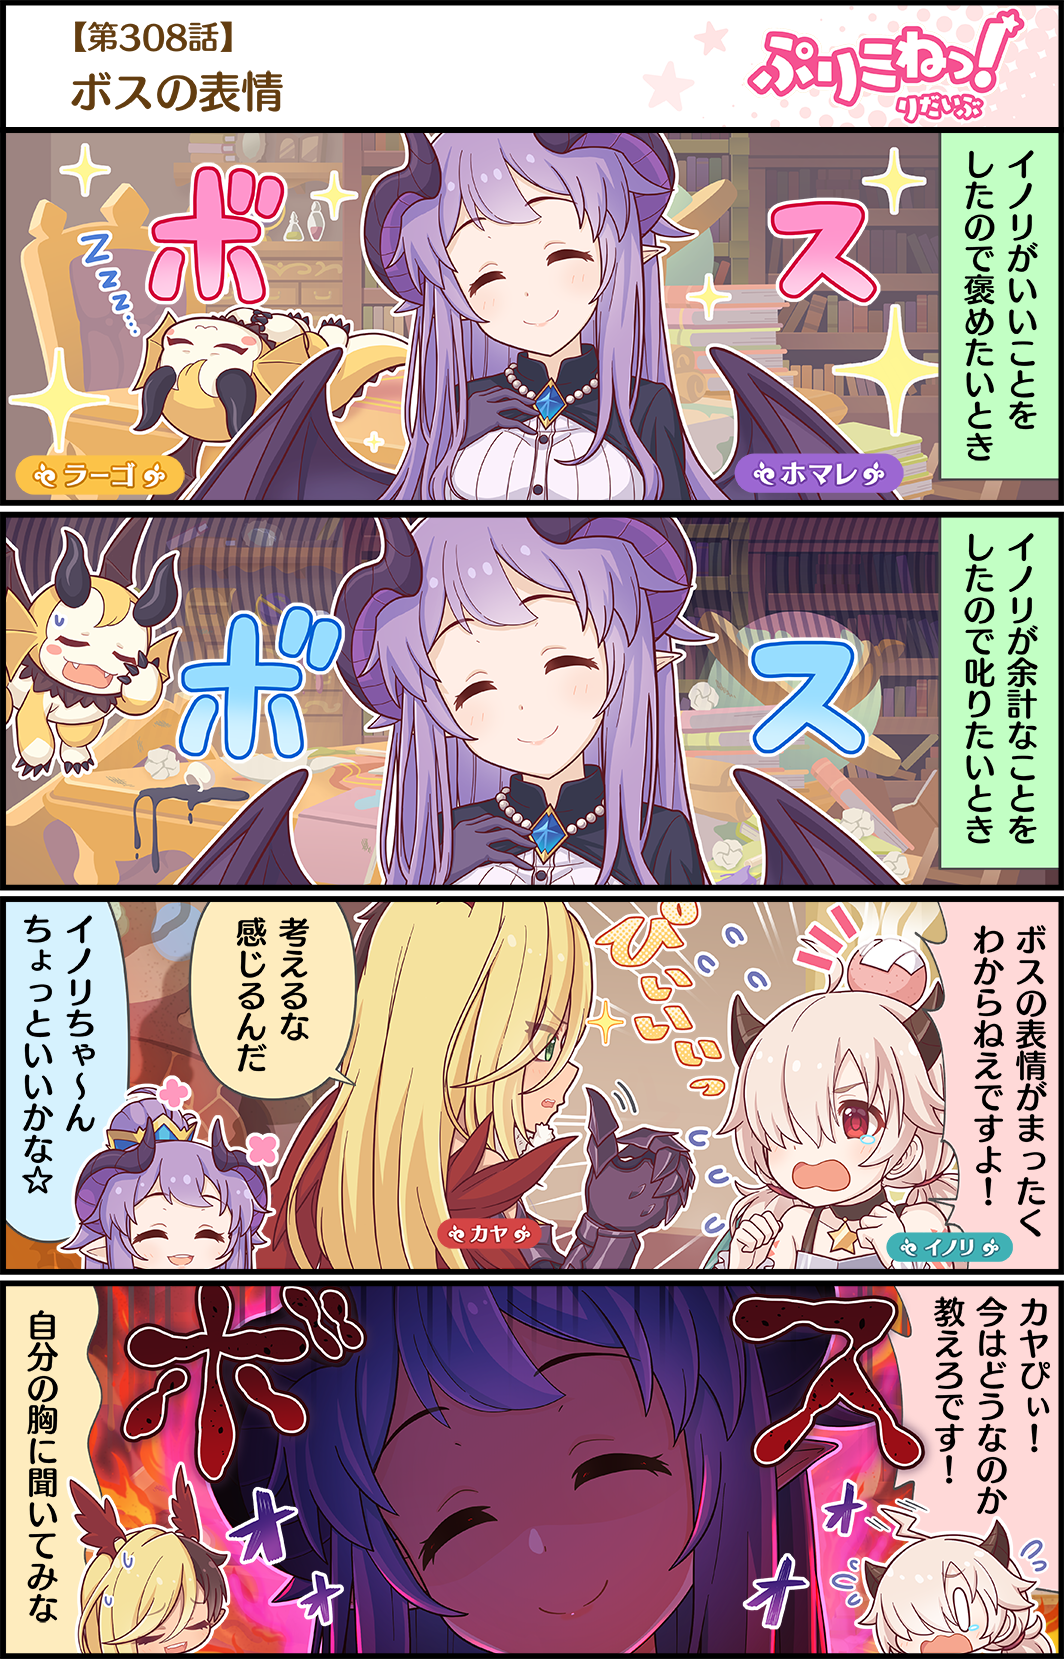 【第308話】
ボスの表情
ぷりこねっ!
りだいぶ
イノリがいいことを
したので褒めたいとき
ボス
ZZZ…
ラーゴ
ホマレ
イノリが余計なことを
したので叱りたいとき
ボス
ボスの表情がまったく
わからねえですよ!
ぴいいいっ
イノリ
考えるな
感じるんだ
カヤ
イノリちゃ～ん
ちょっといいかな☆
カヤぴぃ!
今はどうなのか
教えろです!
ボス
オ
オ
オ
オ
自分の胸に聞いてみな